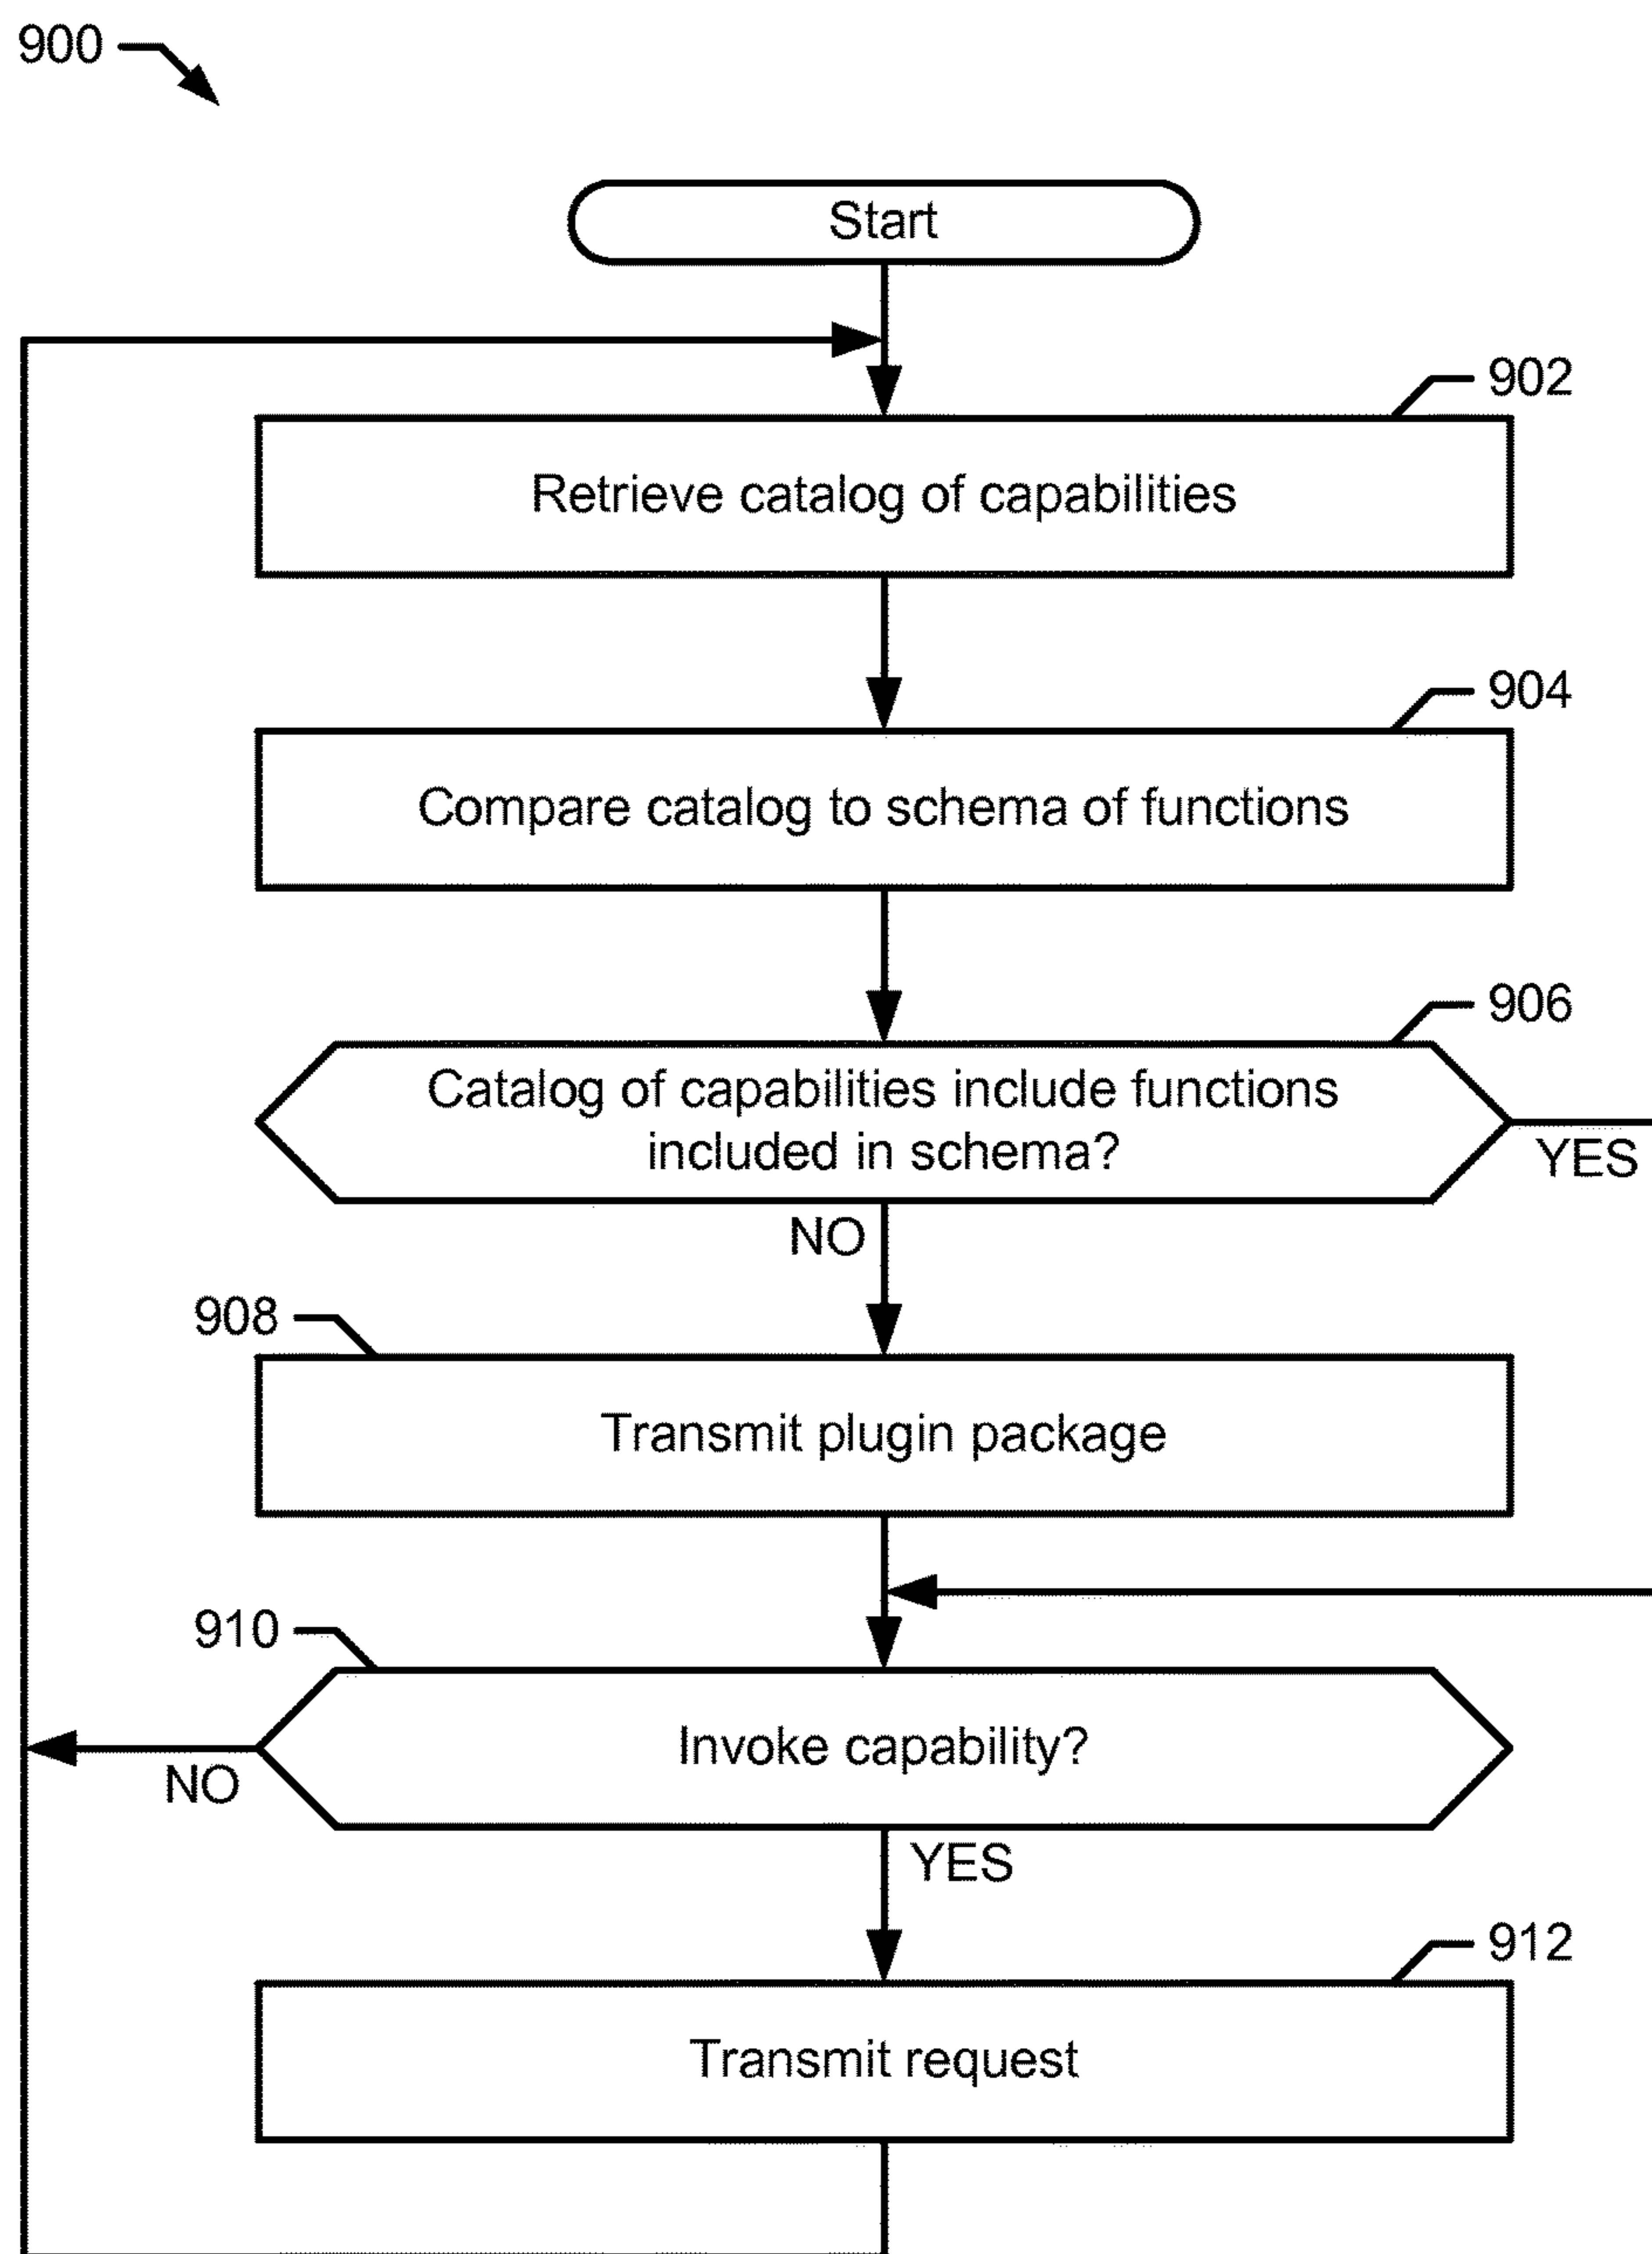 900
Start
902
Retrieve catalog of capabilities
904
Compare catalog to schema of functions
906
Catalog of capabilities include functions
included in schema?
YES
NO
908
Transmit plugin package
910
Invoke capability?
NO
YES
912
Transmit request